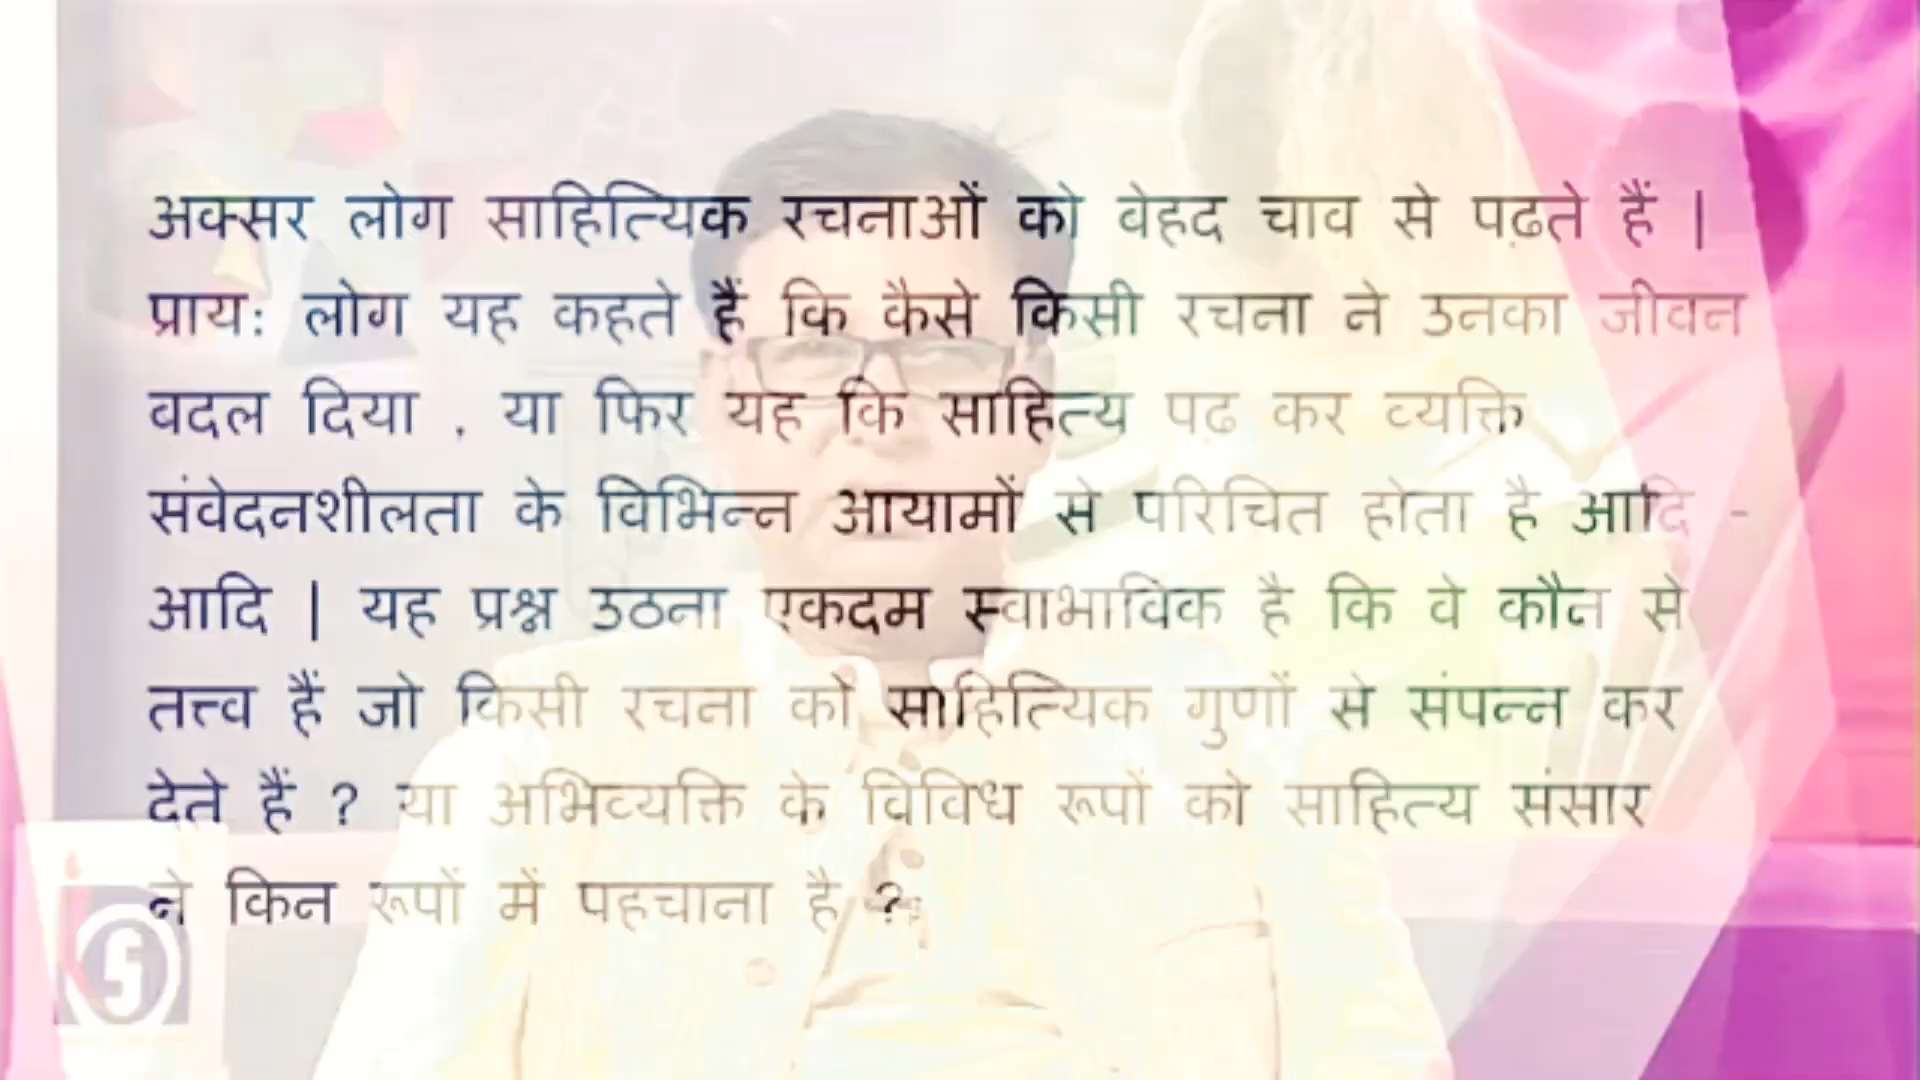 अक्सर लोग साहित्यिक रचनाओं को वेहद चाव से पढ़ते हैं |
प्राय: लोग यह कहते हैं कि कैसे किसी रचना ने उनका जीवन
वदल दिया , या फिर यह कि साहित्य पढ़ कर व्यक्ति
संवेदनशीलता के विभिन्न आयामों से परिचित होता है आदि -
आदि | यह प्रश्न उठना एकदम स्वाभाविक है कि वे कौन से
तत्त्व हैं जो किसी रचना को साहित्यिक गुणों से संपन्न कर
देते हैं ? या अभिव्यक्ति के विविध रूपों को साहित्य संसार
ने किन रूपों में पहचाना है ?